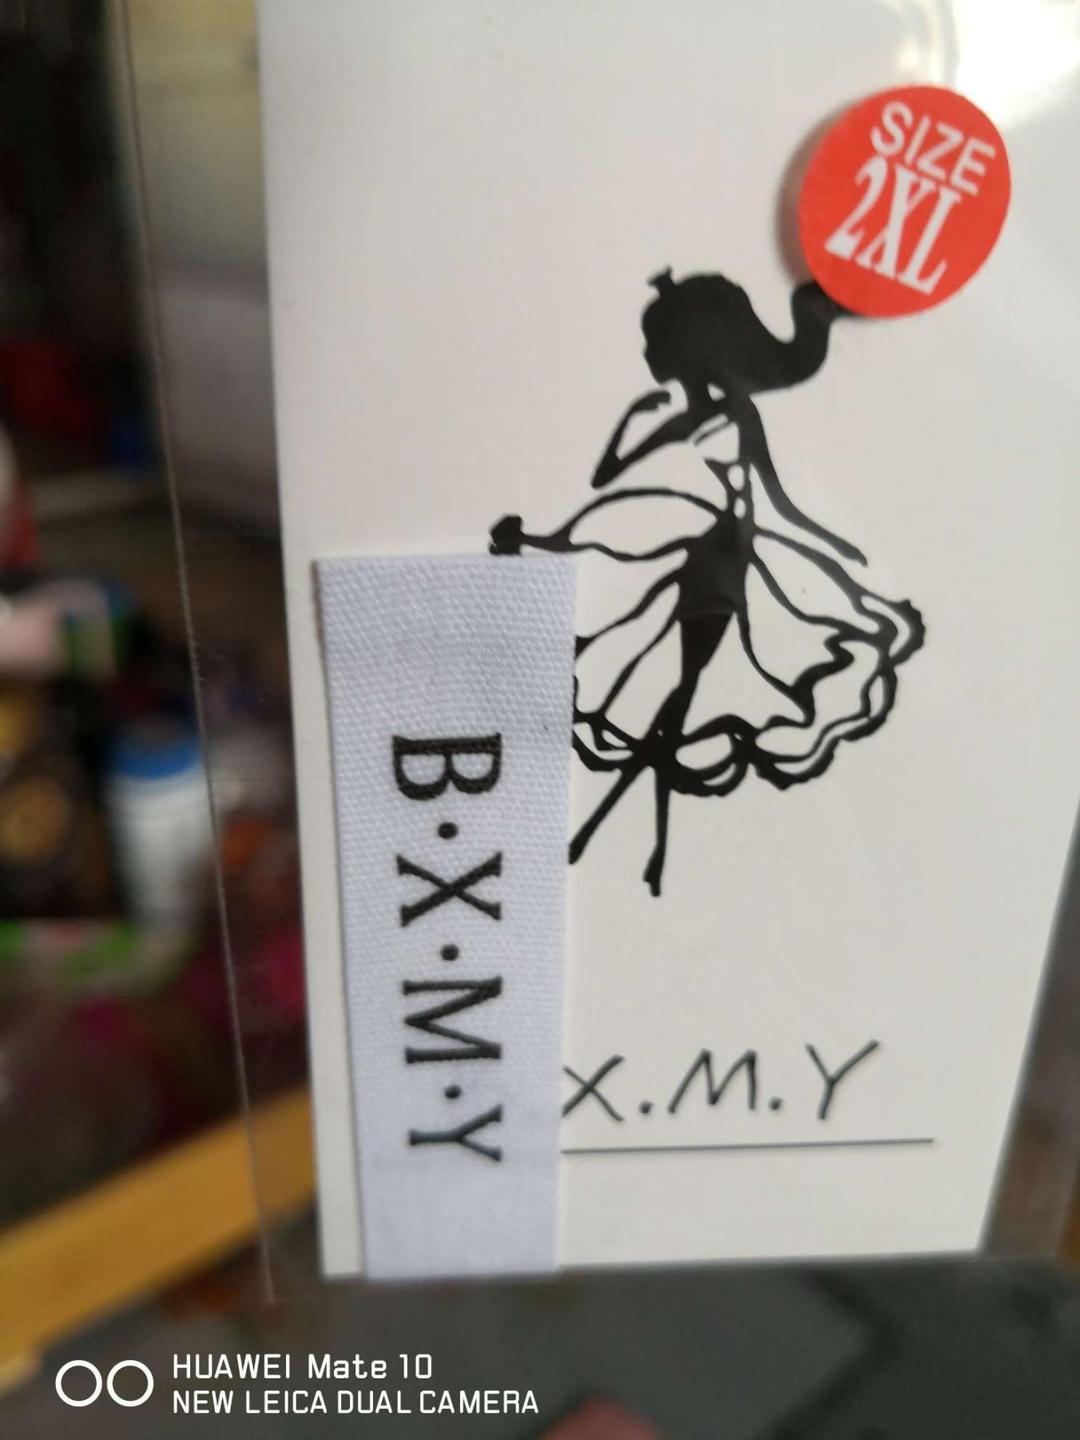 SIZE
2XL
B·X·M·Y
X.M.Y
HUAWEI Mate 10
NEW LEICA DUAL CAMERA